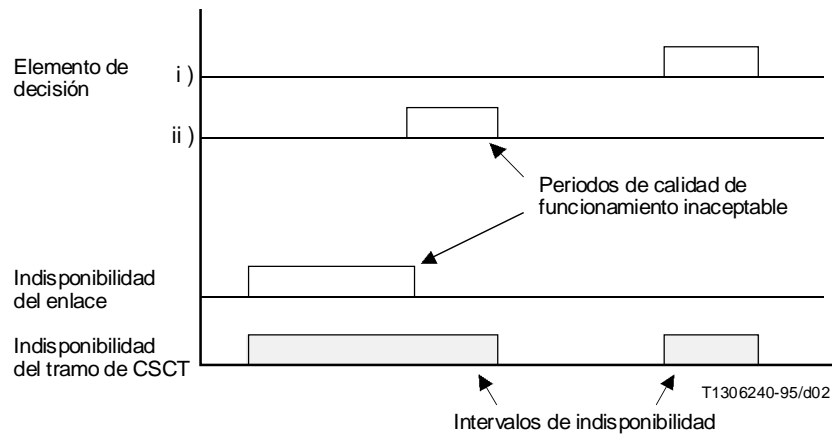 Elemento de
decisión
i )
ii )
Periodos de calidad de
funcionamiento inaceptable
Indisponibilidad
del enlace
Indisponibilidad
del tramo de CSCT
T1306240-95/d02
Intervalos de indisponibilidad